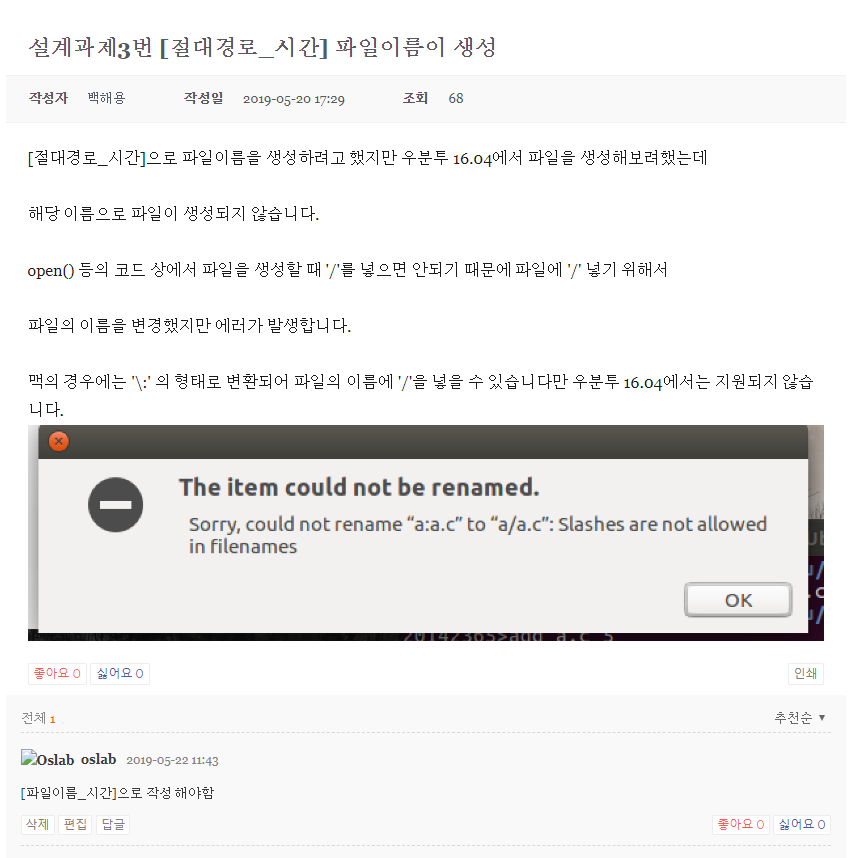 설계과제3번 [절대경로_시간] 파일이름이 생성
작성자 백해용 작성일 2019-05-20 17:29 조회 68
[절대경로_시간]으로 파일이름을 생성하려고 했지만 우분투 16.04에서 파일을 생성해보려했는데
해당 이름으로 파일이 생성되지 않습니다.
open() 등의 코드 상에서 파일을 생성할 때 '/'를 넣으면 안되기 때문에 파일에 '/' 넣기 위해서
파일의 이름을 변경했지만 에러가 발생합니다.
맥의 경우에는 '\:' 의 형태로 변환되어 파일의 이름에 '/'을 넣을 수 있습니다만 우분투 16.04에서는 지원되지 않습
니다.
The item could not be renamed.
Sorry, could not rename “a:a.c” to “a/a.c”: Slashes are not allowed
in filenames
OK
20142365>add a.c 5
좋아요 0 싫어요 0 인쇄
전체 1 추천순 ▼
Oslab oslab 2019-05-22 11:43
[파일이름_시간]으로 작성 해야함
삭제 편집 답글 좋아요 0 싫어요 0